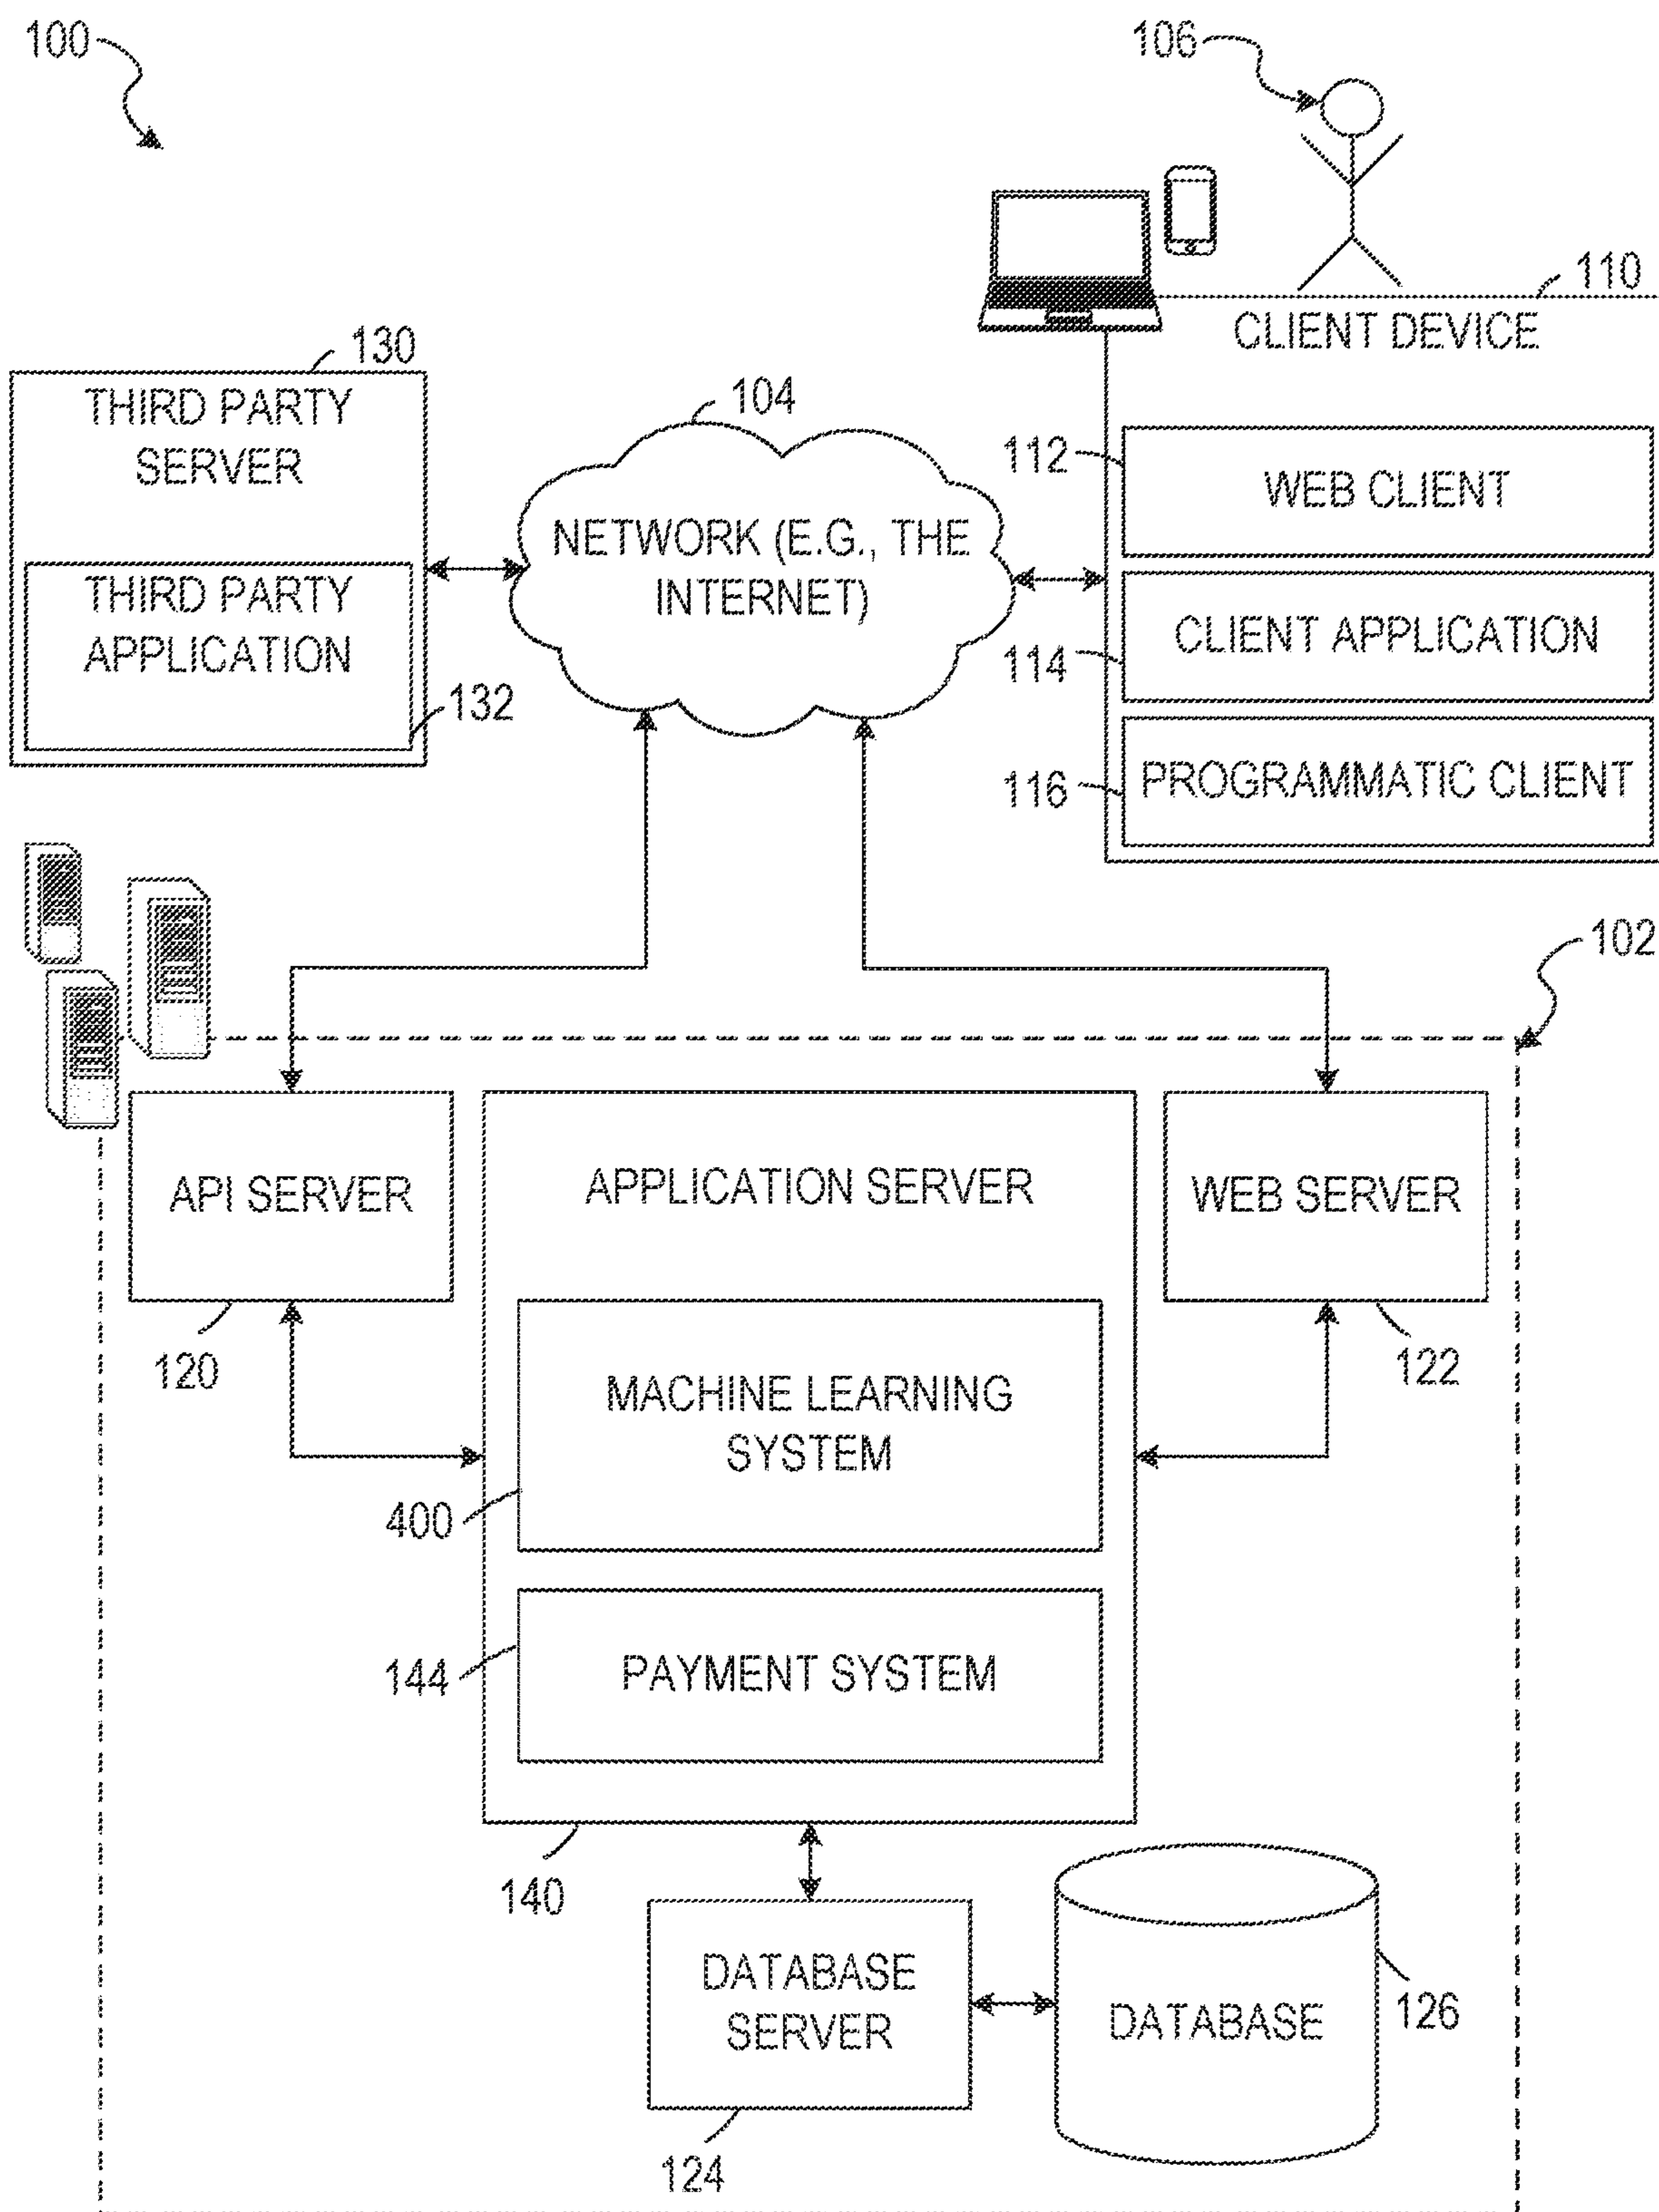 100
106
110
CLIENT DEVICE
130
THIRD PARTY
SERVER
104
112
WEB CLIENT
NETWORK (E.G., THE
INTERNET)
THIRD PARTY
APPLICATION
132
114
CLIENT APPLICATION
116
PROGRAMMATIC CLIENT
102
API SERVER
APPLICATION SERVER
WEB SERVER
120
122
MACHINE LEARNING
SYSTEM
400
144
PAYMENT SYSTEM
140
DATABASE
SERVER
DATABASE
126
124